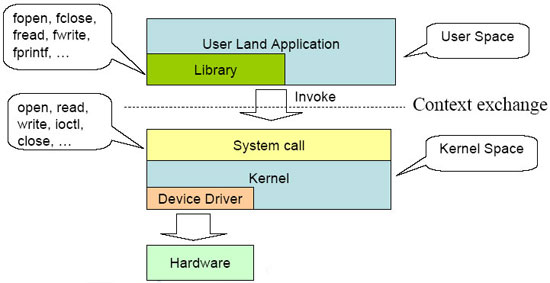 fopen, fclose,
fread, fwrite,
fprintf, ...
User Land Application
User Space
Library
Invoke
Context exchange
open, read,
write, ioctl,
close, ...
System call
Kernel Space
Kernel
Device Driver
Hardware